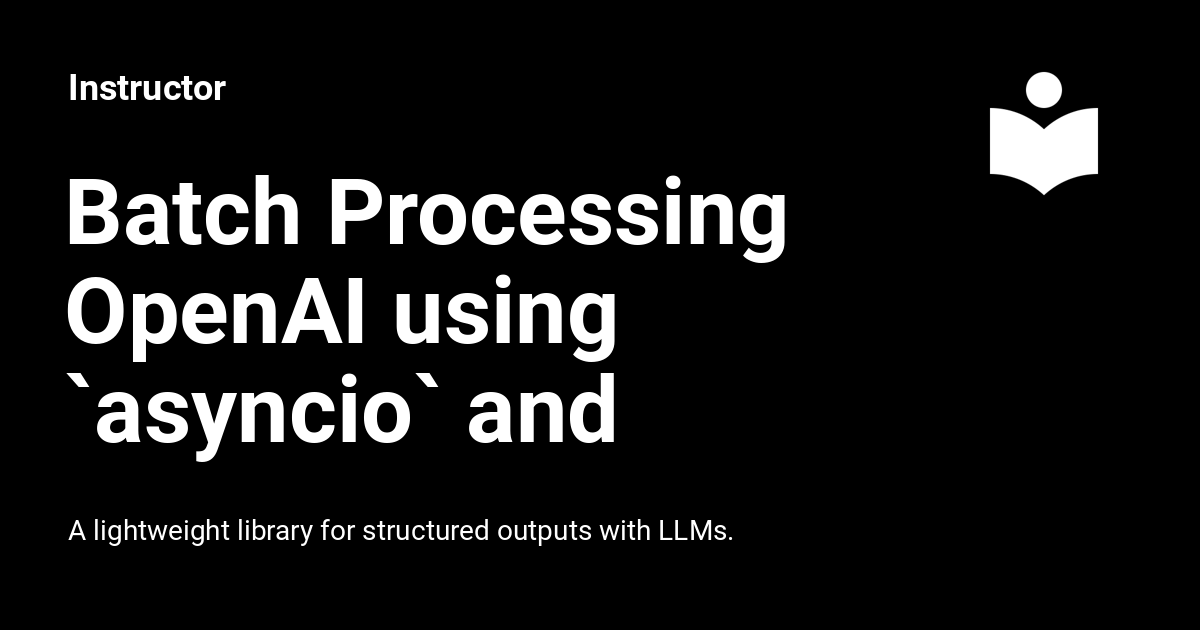 Instructor
Batch Processing
OpenAI using
`asyncio` and
A lightweight library for structured outputs with LLMs.